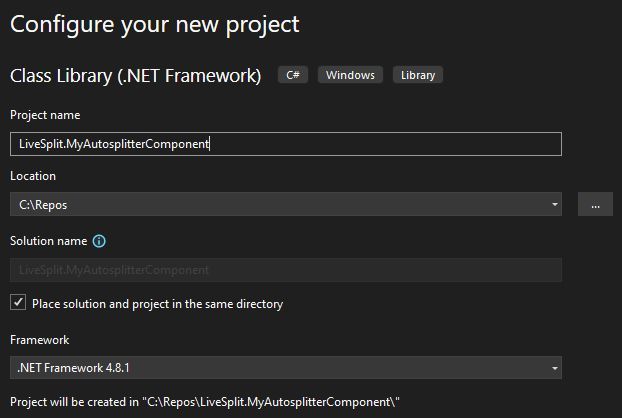 Configure your new project
Class Library (.NET Framework) C# Windows Library
Project name
LiveSplit.MyAutosplitterComponent
Location
C:\Repos
...
Solution name
LiveSplit.MyAutosplitterComponent
Place solution and project in the same directory
Framework
.NET Framework 4.8.1
Project will be created in "C:\Repos\LiveSplit.MyAutosplitterComponent\"